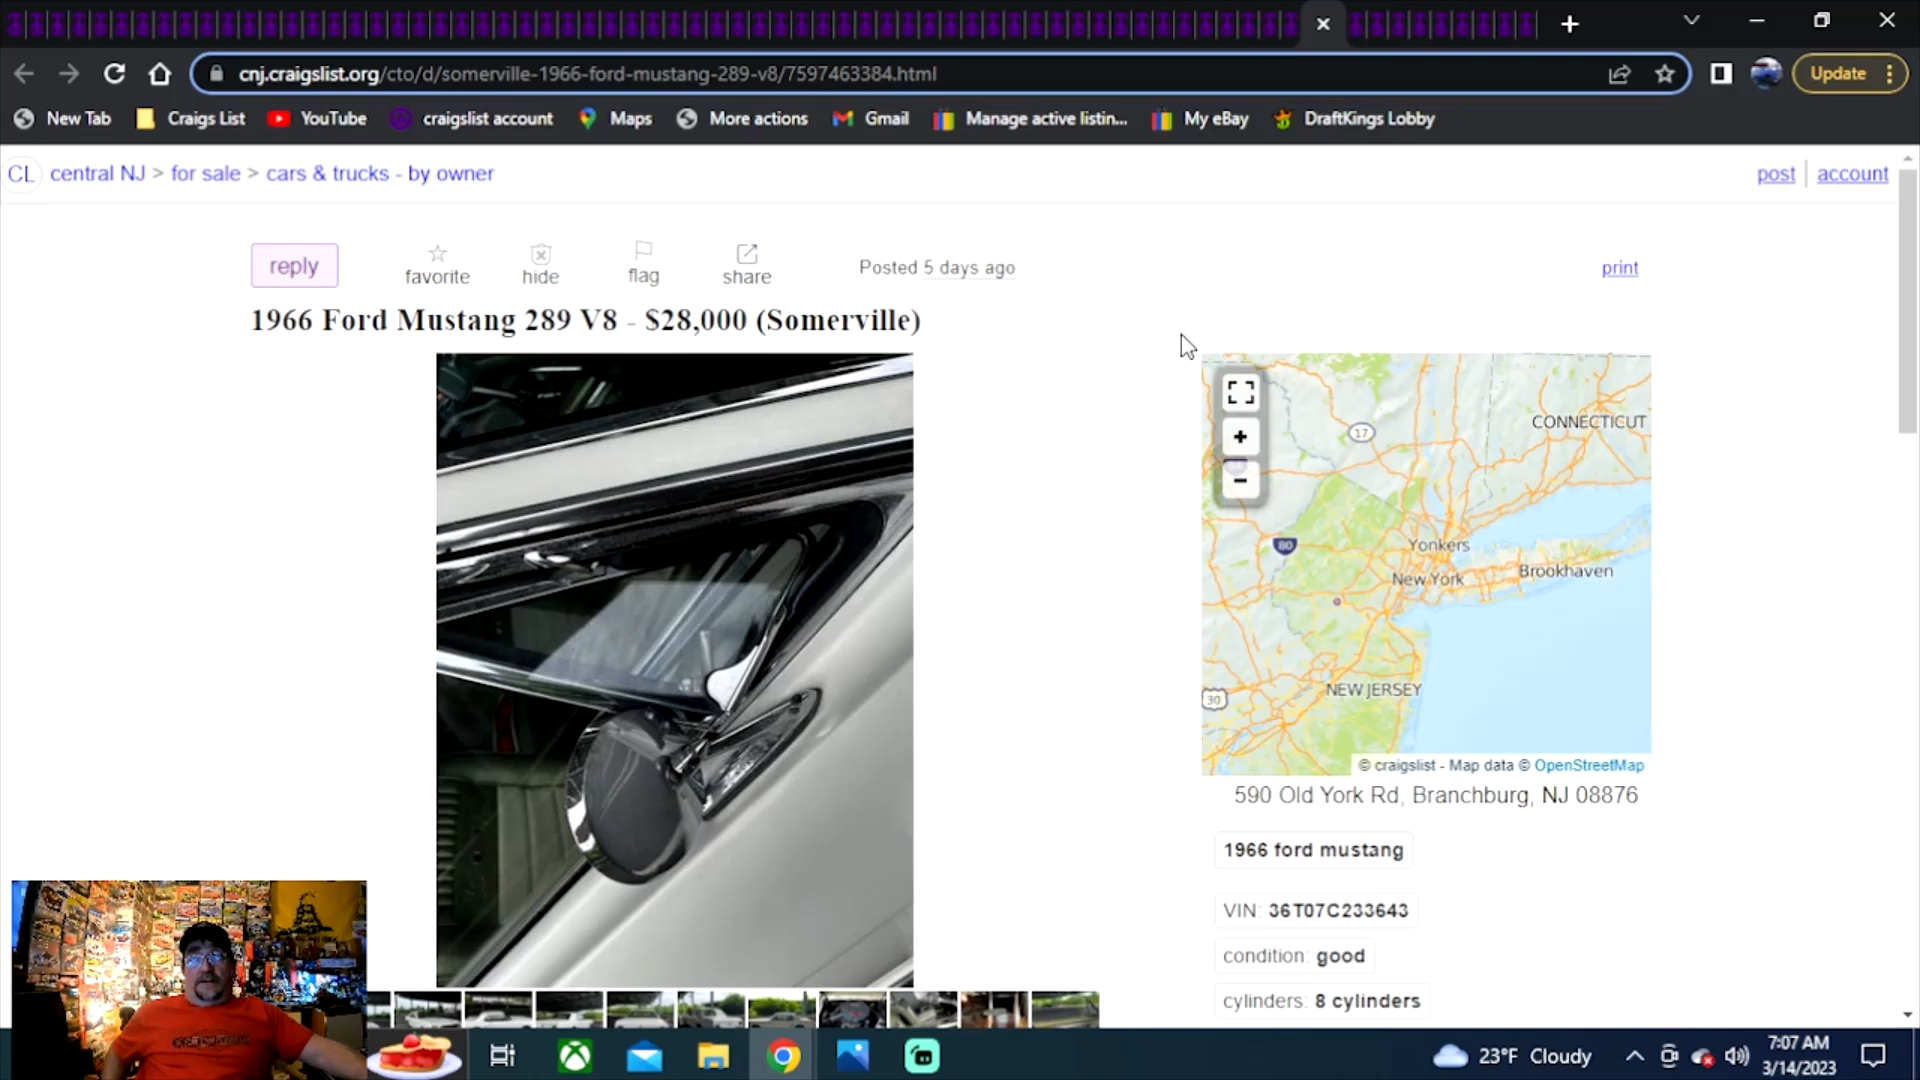 cnj.craigslist.org/cto/d/somerville-1966-ford-mustang-289-v8/7597463384.html
Update
New Tab
Craigs List
YouTube
craigslist account
Maps
More actions
Gmail
Manage active listin...
My eBay
DraftKings Lobby
CL central NJ > for sale > cars & trucks - by owner
post
account
reply
favorite
hide
flag
share
Posted 5 days ago
print
1966 Ford Mustang 289 V8 - $28,000 (Somerville)
17
CONNECTICUT
+
-
80
Yonkers
New York
Brookhaven
NEW JERSEY
30
© craigslist - Map data © OpenStreetMap
590 Old York Rd, Branchburg, NJ 08876
1966 ford mustang
VIN: 36T07C233643
condition: good
cylinders: 8 cylinders
23°F Cloudy
7:07 AM
3/14/2023